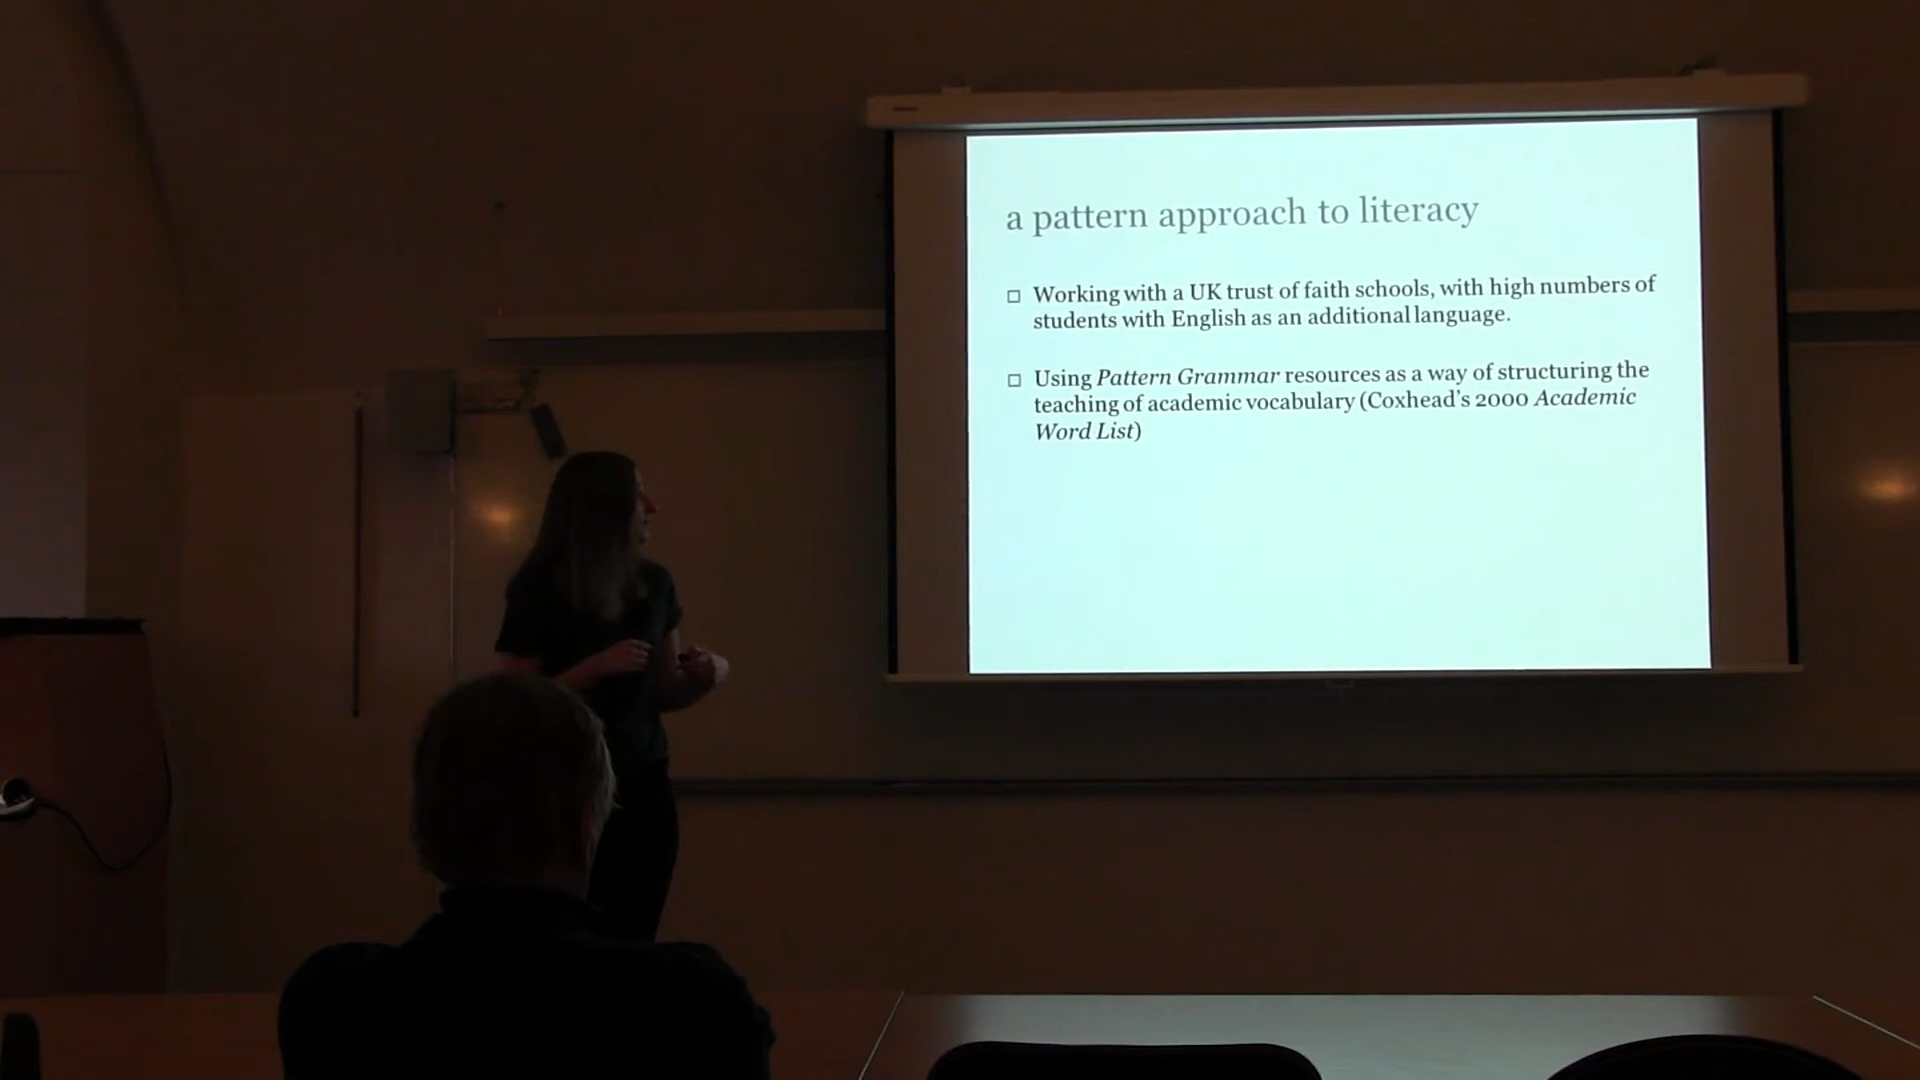 a pattern approach to literacy
Working with a UK trust of faith schools, with high numbers of
students with English as an additional language.
Using Pattern Grammar resources as a way of structuring the
teaching of academic vocabulary (Coxhead's 2000 Academic
Word List)